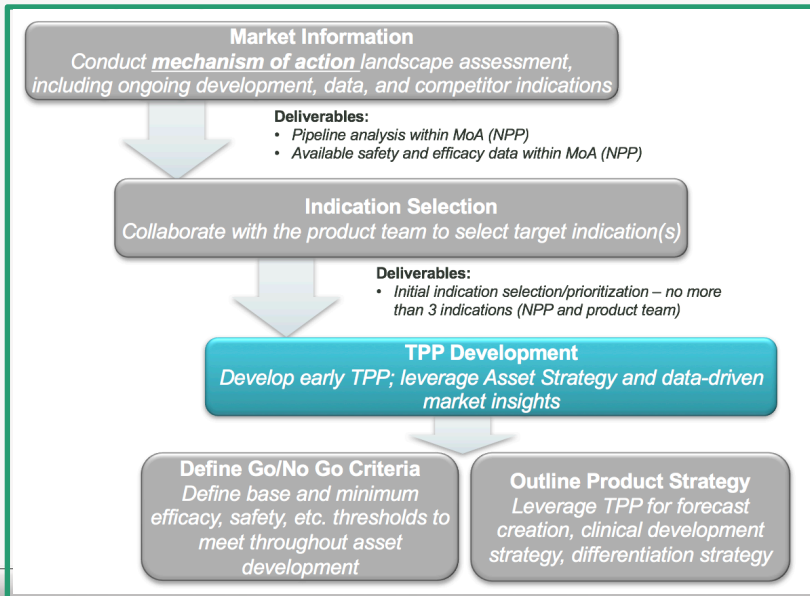 Market Information
Conduct mechanism of action landscape assessment,
including ongoing development, data, and competitor indications
Deliverables:
• Pipeline analysis within MoA (NPP)
• Available safety and efficacy data within MoA (NPP)
Indication Selection
Collaborate with the product team to select target indication(s)
Deliverables:
• Initial indication selection/prioritization – no more
than 3 indications (NPP and product team)
TPP Development
Develop early TPP; leverage Asset Strategy and data-driven
market insights
Define Go/No Go Criteria
Define base and minimum
efficacy, safety, etc. thresholds to
meet throughout asset
development
Outline Product Strategy
Leverage TPP for forecast
creation, clinical development
strategy, differentiation strategy